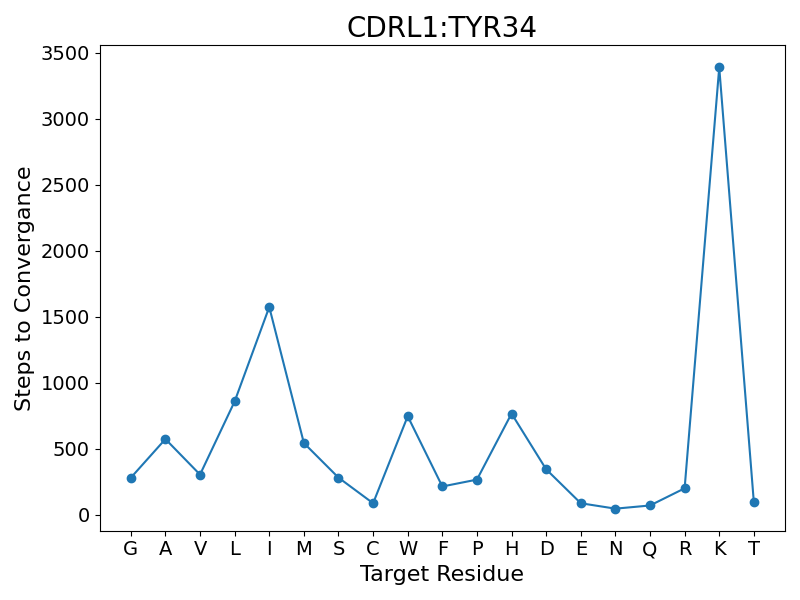 CDRL1:TYR34
Steps to Convergance
3500
3000
2500
2000
1500
1000
500
0
G A V L I M S C W F P H D E N Q R K T
Target Residue